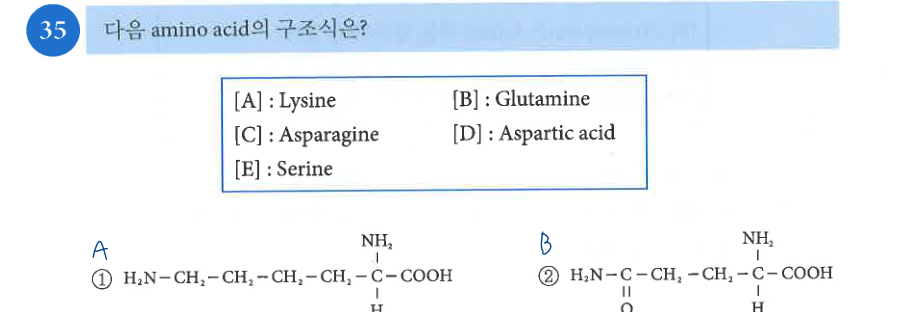 35 다음 amino acid의 구조식은?
[A] : Lysine [B] : Glutamine
[C] : Asparagine [D] : Aspartic acid
[E] : Serine
A B
NH₂ NH₂
① H₂N－CH₂－CH₂－CH₂－CH₂－C－COOH ② H₂N－C－CH₂－CH₂－C－COOH
H O H